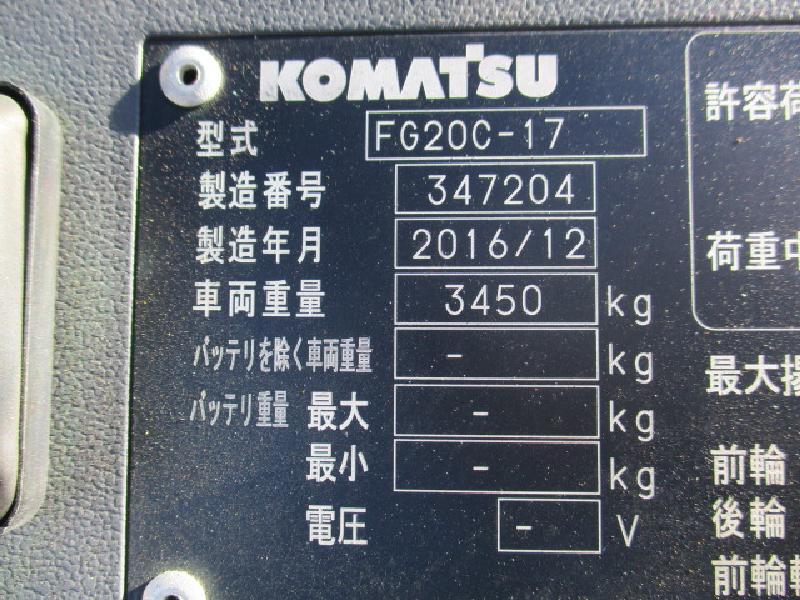 KOMATSU
型式 FG20C-17
製造番号 347204
製造年月 2016/12
車両重量 3450 kg
バッテリを除く車両重量 - kg
バッテリ重量 最大 - kg
最小 - kg
電圧 - V
許容荷
荷重中
最大揚
前輪
後輪
前輪